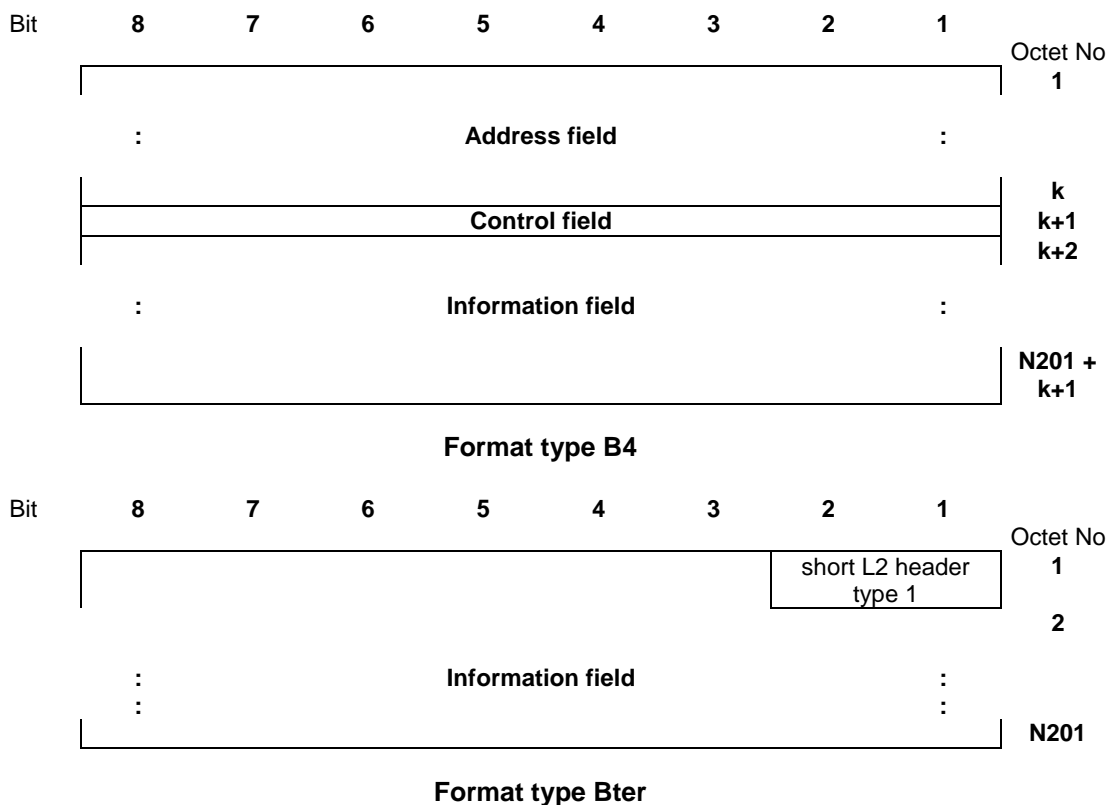 Bit 8 7 6 5 4 3 2 1
Octet No
1
: Address field :
k
Control field k+1
k+2
: Information field :
N201 +
k+1
Format type B4
Bit 8 7 6 5 4 3 2 1
Octet No
short L2 header 1
type 1
2
: Information field :
: :
N201
Format type Bter